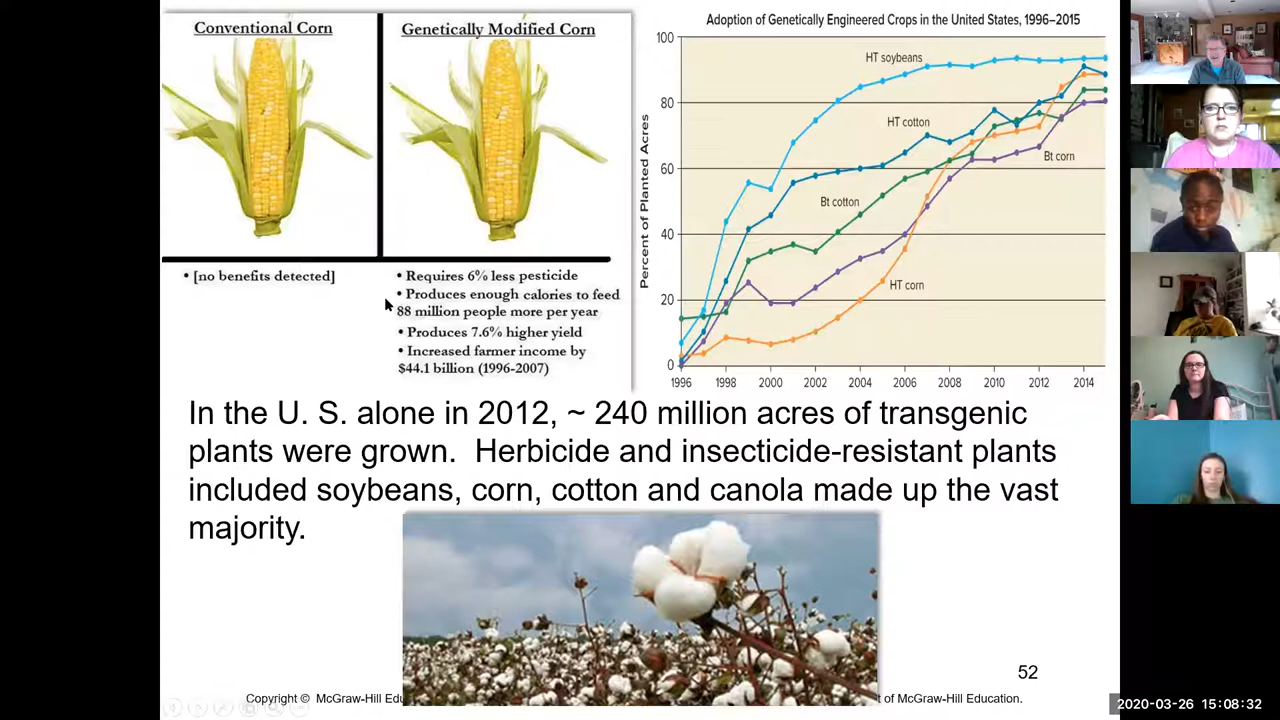 Conventional Corn
Genetically Modified Corn
• [no benefits detected]
• Requires 6% less pesticide
• Produces enough calories to feed
88 million people more per year
• Produces 7.6% higher yield
• Increased farmer income by
$44.1 billion (1996-2007)
Adoption of Genetically Engineered Crops in the United States, 1996–2015
Percent of Planted Acres
100
80
60
40
20
0
HT soybeans
HT cotton
Bt corn
Bt cotton
HT corn
1996 1998 2000 2002 2004 2006 2008 2010 2012 2014
In the U. S. alone in 2012, ~ 240 million acres of transgenic
plants were grown. Herbicide and insecticide-resistant plants
included soybeans, corn, cotton and canola made up the vast
majority.
52
Copyright © McGraw-Hill Edu
of McGraw-Hill Education.
2020-03-26 15:08:32